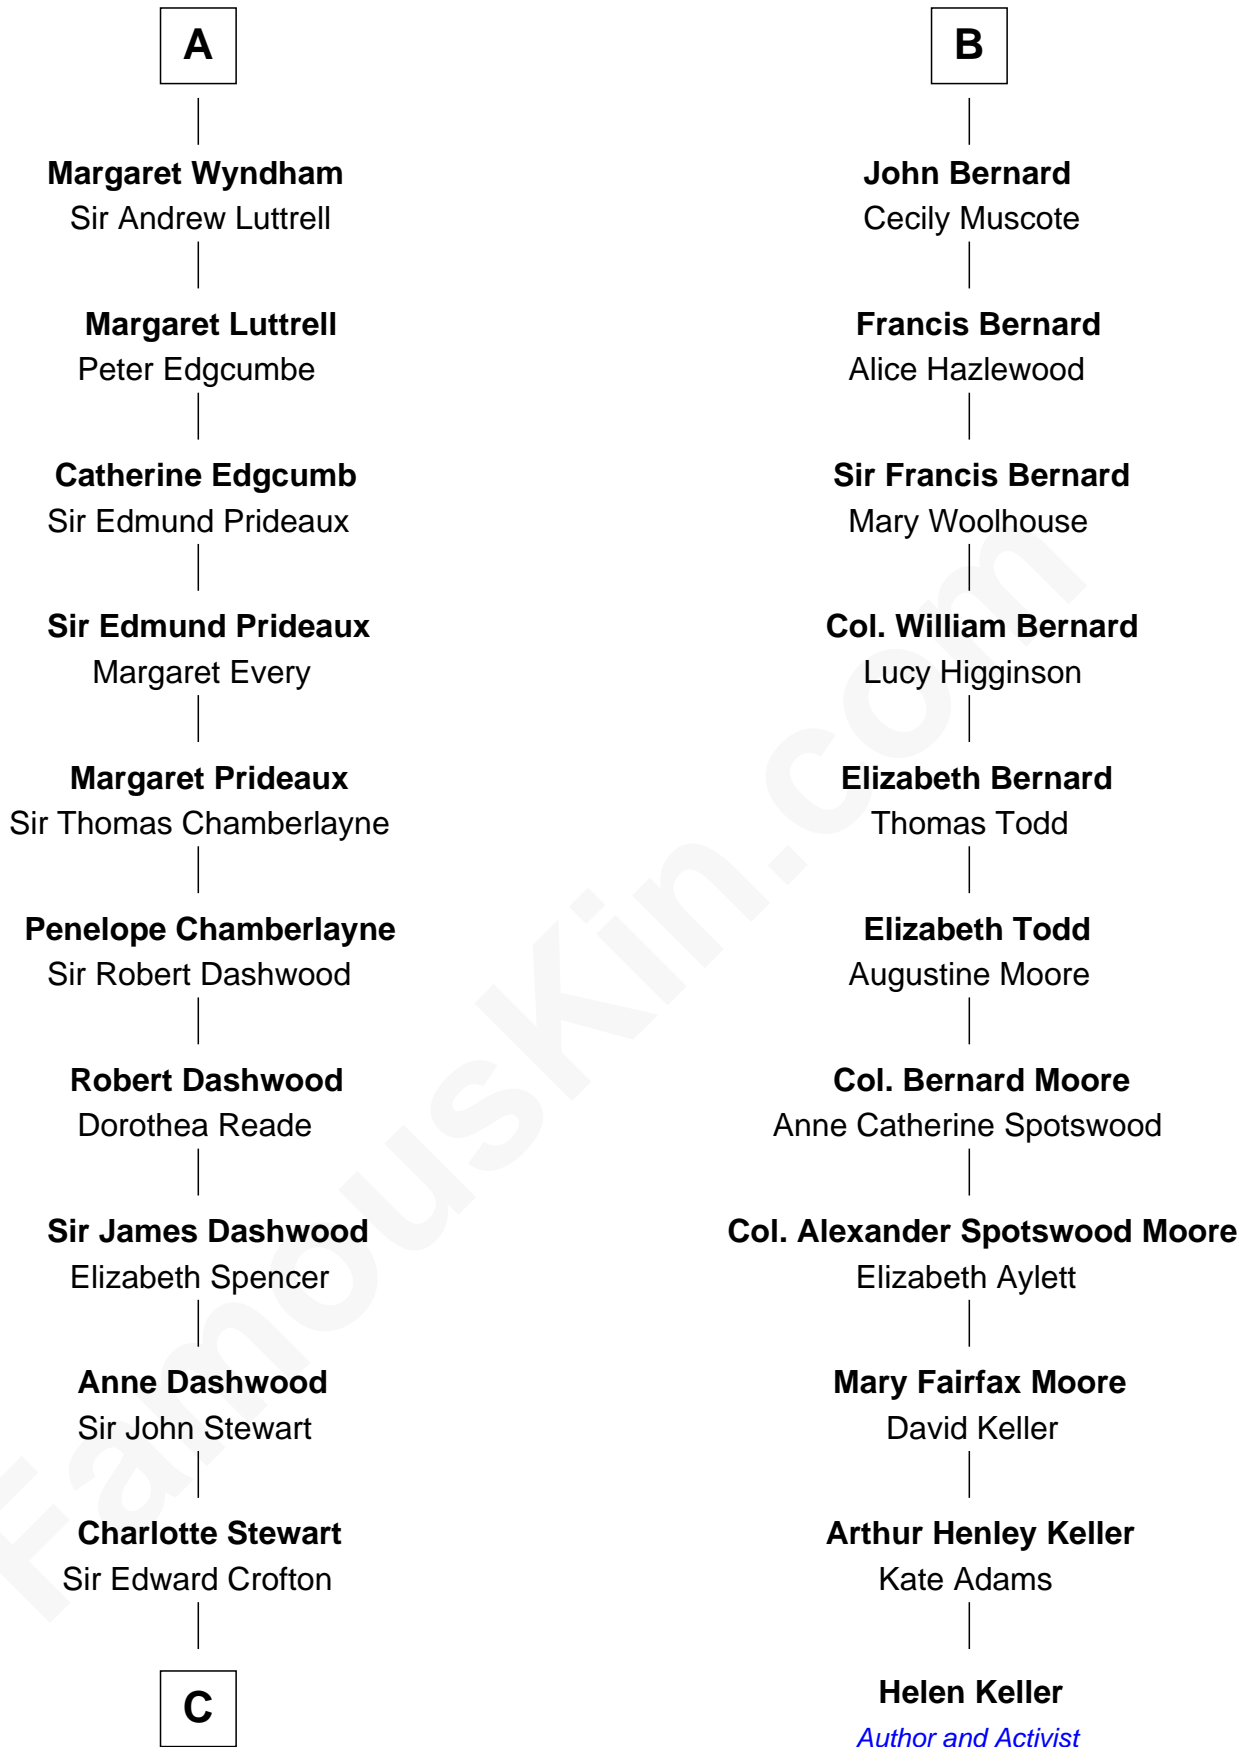 A
Margaret Wyndham
Sir Andrew Luttrell
Margaret Luttrell
Peter Edgcumbe
Catherine Edgcumb
Sir Edmund Prideaux
Sir Edmund Prideaux
Margaret Every
Margaret Prideaux
Sir Thomas Chamberlayne
Penelope Chamberlayne
Sir Robert Dashwood
Robert Dashwood
Dorothea Reade
Sir James Dashwood
Elizabeth Spencer
Anne Dashwood
Sir John Stewart
Charlotte Stewart
Sir Edward Crofton
C
B
John Bernard
Cecily Muscote
Francis Bernard
Alice Hazlewood
Sir Francis Bernard
Mary Woolhouse
Col. William Bernard
Lucy Higginson
Elizabeth Bernard
Thomas Todd
Elizabeth Todd
Augustine Moore
Col. Bernard Moore
Anne Catherine Spotswood
Col. Alexander Spotswood Moore
Elizabeth Aylett
Mary Fairfax Moore
David Keller
Arthur Henley Keller
Kate Adams
Helen Keller
Author and Activist
FamousKin.com